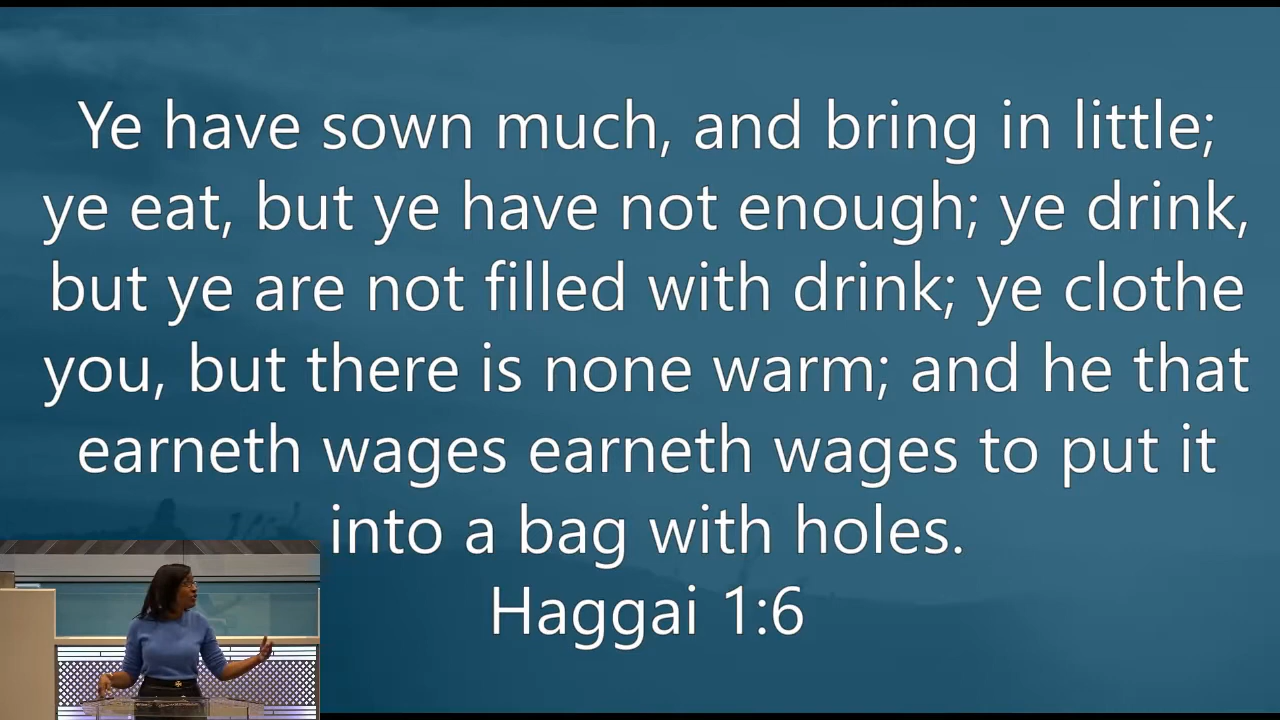 Ye have sown much, and bring in little;
ye eat, but ye have not enough; ye drink,
but ye are not filled with drink; ye clothe
you, but there is none warm; and he that
earneth wages earneth wages to put it
into a bag with holes.
Haggai 1:6